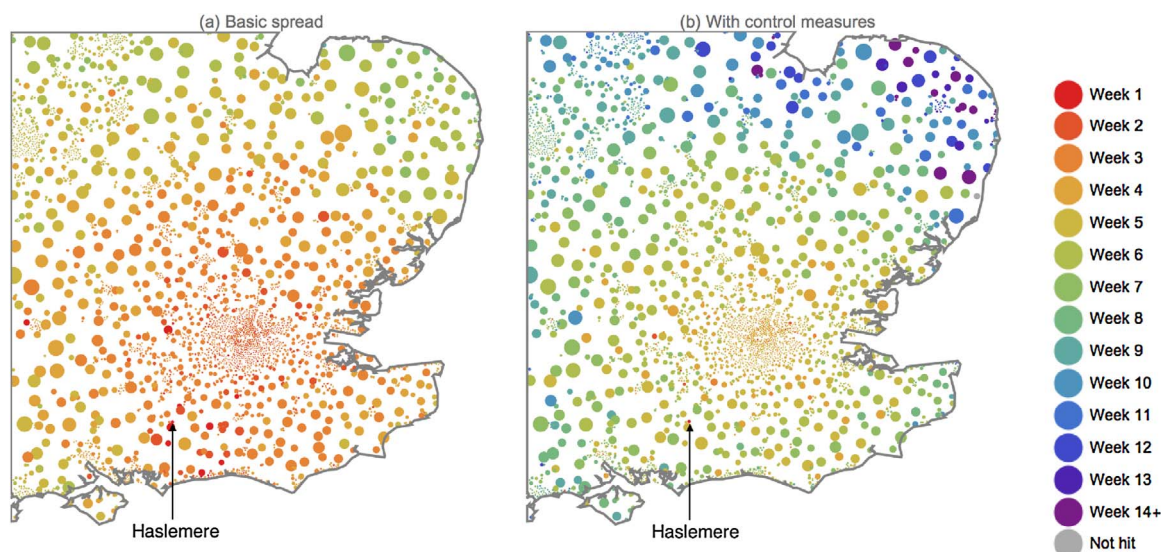 (a) Basic spread
(b) With control measures
Week 1
Week 2
Week 3
Week 4
Week 5
Week 6
Week 7
Week 8
Week 9
Week 10
Week 11
Week 12
Week 13
Week 14+
Not hit
Haslemere
Haslemere